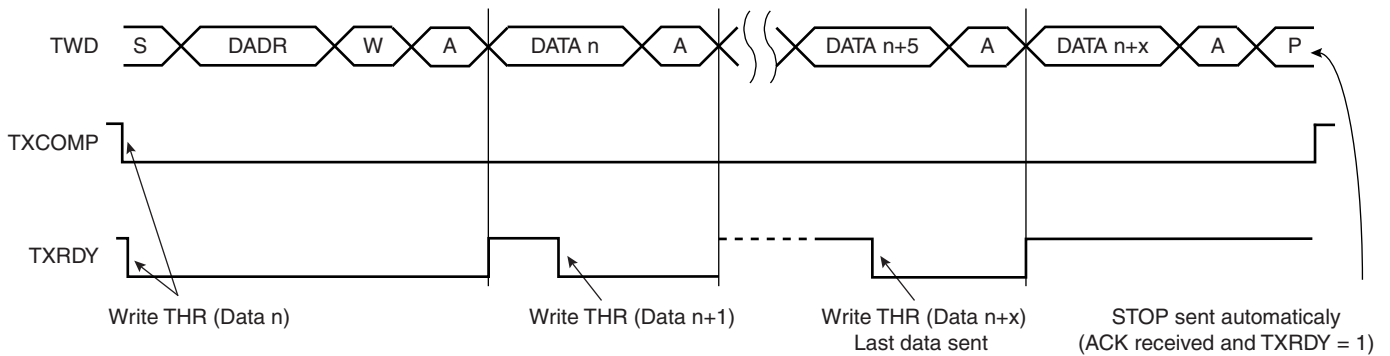 TWD S DADR W A DATA n A DATA n+5 A DATA n+x A P
TXCOMP
TXRDY
Write THR (Data n)
Write THR (Data n+1)
Write THR (Data n+x)
Last data sent
STOP sent automaticaly
(ACK received and TXRDY = 1)